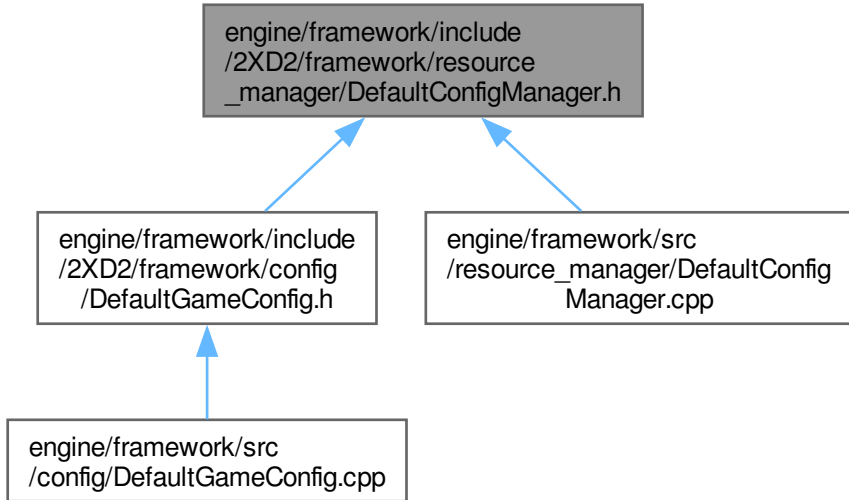 engine/framework/include
/2XD2/framework/resource
_manager/DefaultConfigManager.h
engine/framework/include
/2XD2/framework/config
/DefaultGameConfig.h
engine/framework/src
/resource_manager/DefaultConfig
Manager.cpp
engine/framework/src
/config/DefaultGameConfig.cpp